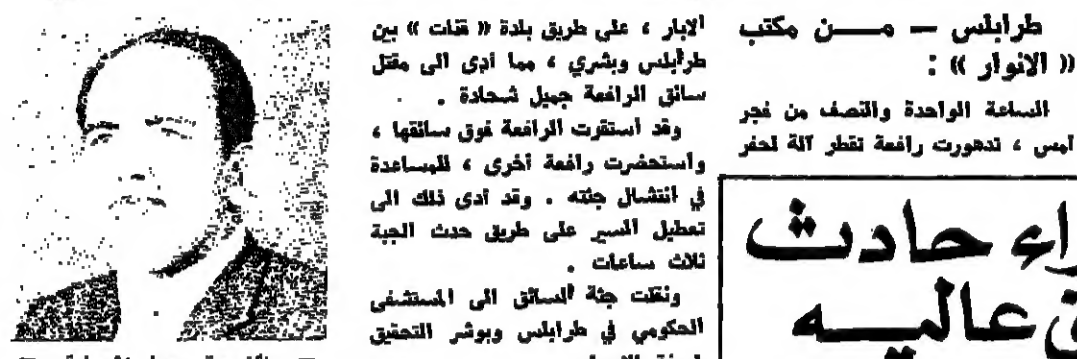 طرابلس — مـــن مكتب
« الانوار » :
الساعة الواحدة والنصف من فجر
امس ، تدهورت رافعة تقطر آلة لحفر
الابار ، على طريق بلدة « قنات » بين
طرابلس وبشري ، مما ادى الى مقتل
سائق الرافعة جميل شحادة .
وقد استقرت الرافعة فوق سائقها ،
واستحضرت رافعة أخرى ، للمساعدة
في انتشال جثته . وقد أدى ذلك الى
تعطيل السير على طريق حدث الجبة
ثلاث ساعات .
ونقلت جثة السائق الى المستشفى
الحكومي في طرابلس وبوشر التحقيق
حادث
عاليـــه